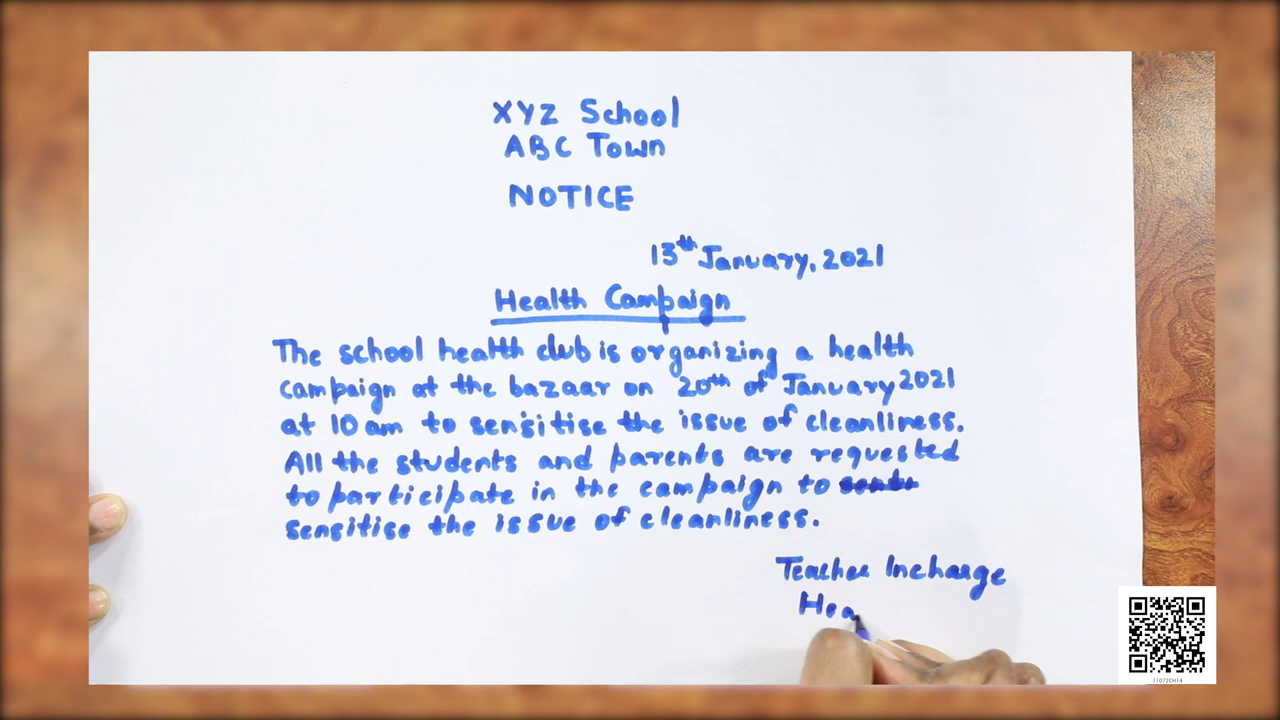 XYZ School
ABC Town
NOTICE
13th January, 2021
Health Campaign
The school health club is organizing a health
campaign at the bazaar on 20th of January 2021
at 10 am to sensitise the issue of cleanliness.
All the students and parents are requested
to participate in the campaign to
sensitise the issue of cleanliness.
Teacher Incharge
Hea
11072CH14